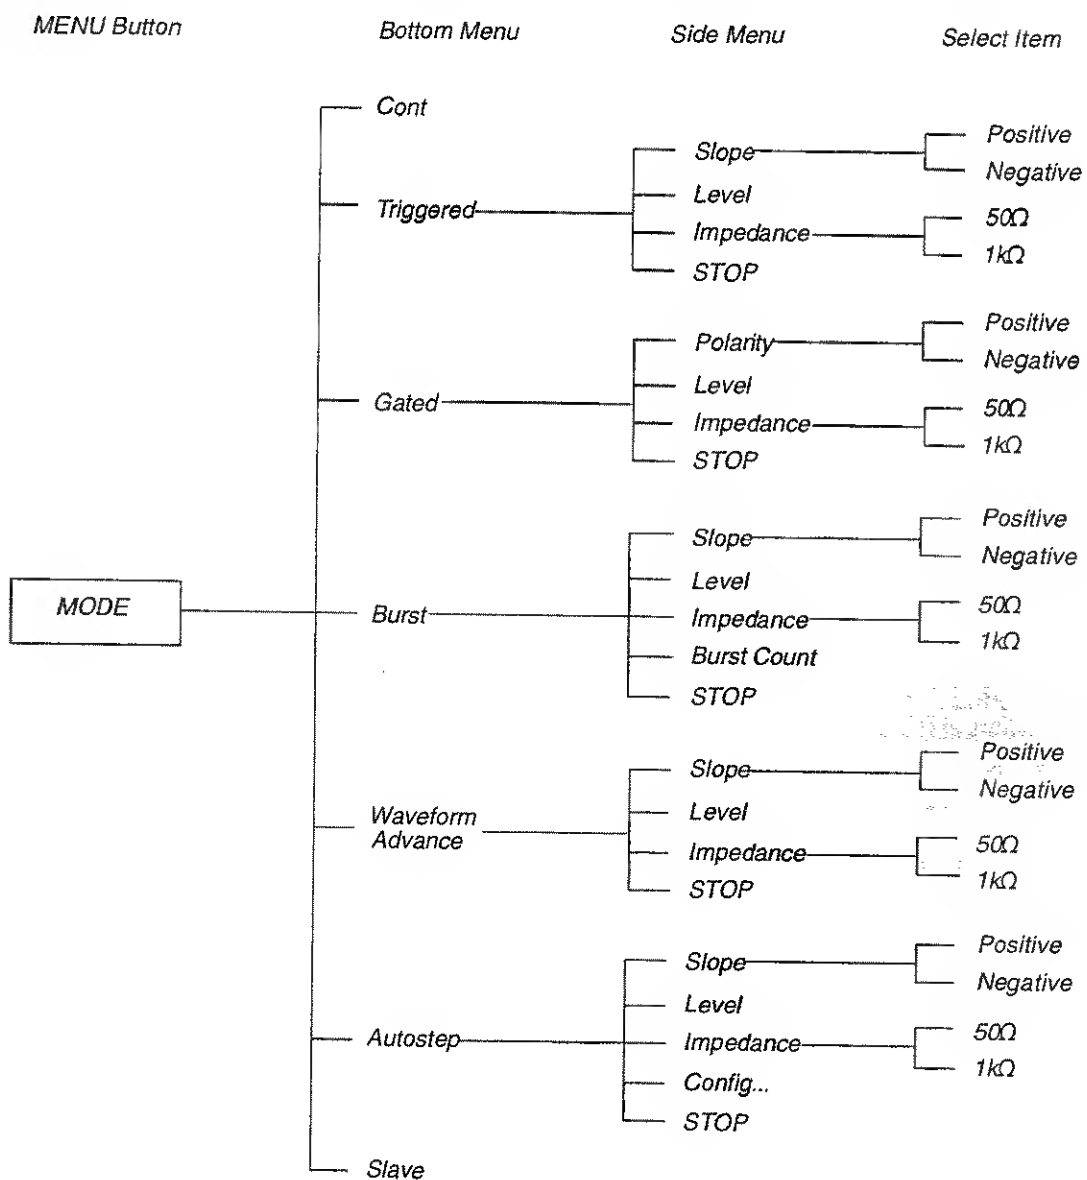 MENU Button
Bottom Menu
Side Menu
Select Item
Cont
Triggered
Slope
Positive
Negative
Level
Impedance
50Ω
1kΩ
STOP
Gated
Polarity
Positive
Negative
Level
Impedance
50Ω
1kΩ
STOP
MODE
Burst
Slope
Positive
Negative
Level
Impedance
50Ω
1kΩ
Burst Count
STOP
Waveform
Advance
Slope
Positive
Negative
Level
Impedance
50Ω
1kΩ
STOP
Autostep
Slope
Positive
Negative
Level
Impedance
50Ω
1kΩ
Config...
STOP
Slave